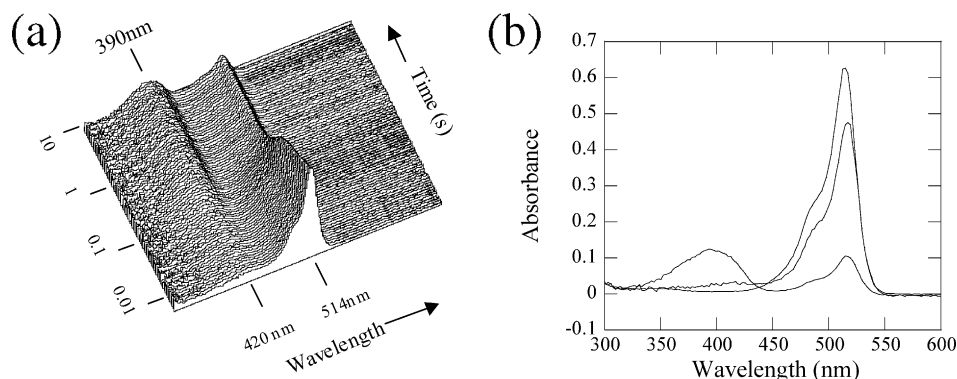 (a)
390nm
Time (s)
10
1
0.1
0.01
420 nm
514nm
Wavelength
(b)
Absorbance
0.7
0.6
0.5
0.4
0.3
0.2
0.1
0
-0.1
300 350 400 450 500 550 600
Wavelength (nm)